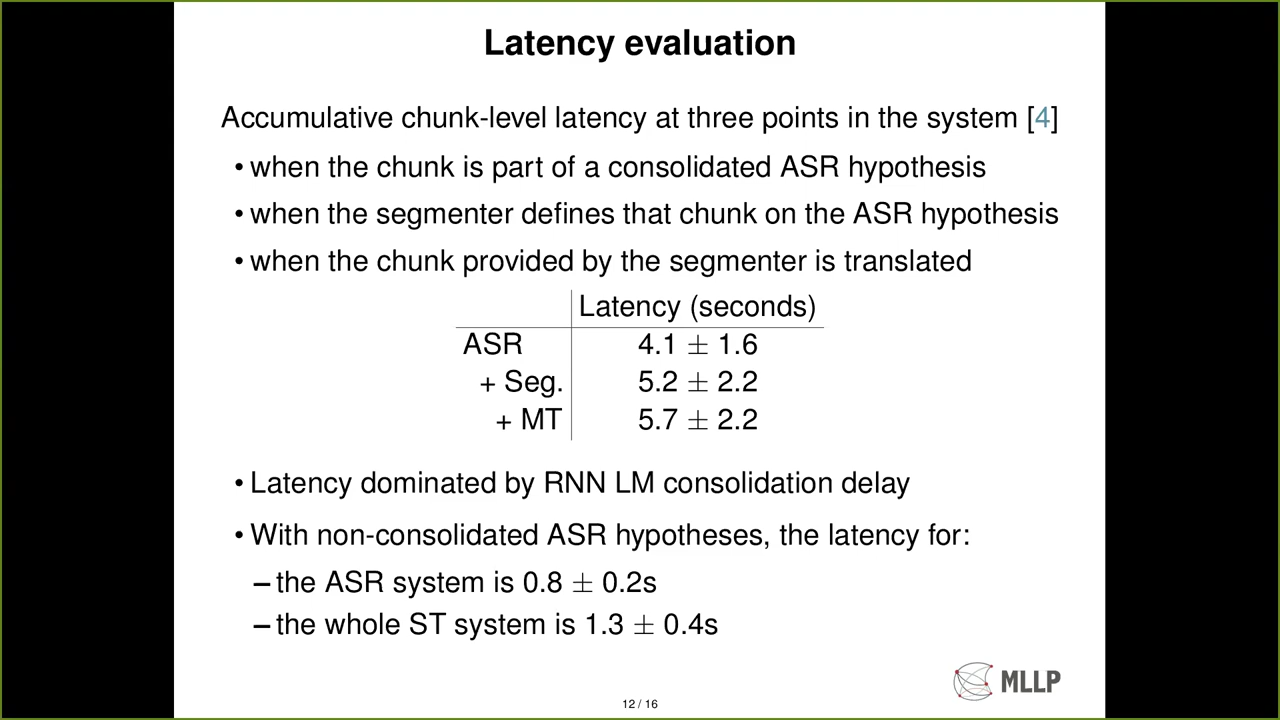 Latency evaluation
Accumulative chunk-level latency at three points in the system [4]
• when the chunk is part of a consolidated ASR hypothesis
• when the segmenter defines that chunk on the ASR hypothesis
• when the chunk provided by the segmenter is translated
Latency (seconds)
ASR 4.1 ± 1.6
+ Seg. 5.2 ± 2.2
+ MT 5.7 ± 2.2
• Latency dominated by RNN LM consolidation delay
• With non-consolidated ASR hypotheses, the latency for:
– the ASR system is 0.8 ± 0.2s
– the whole ST system is 1.3 ± 0.4s
MLLP
12 / 16